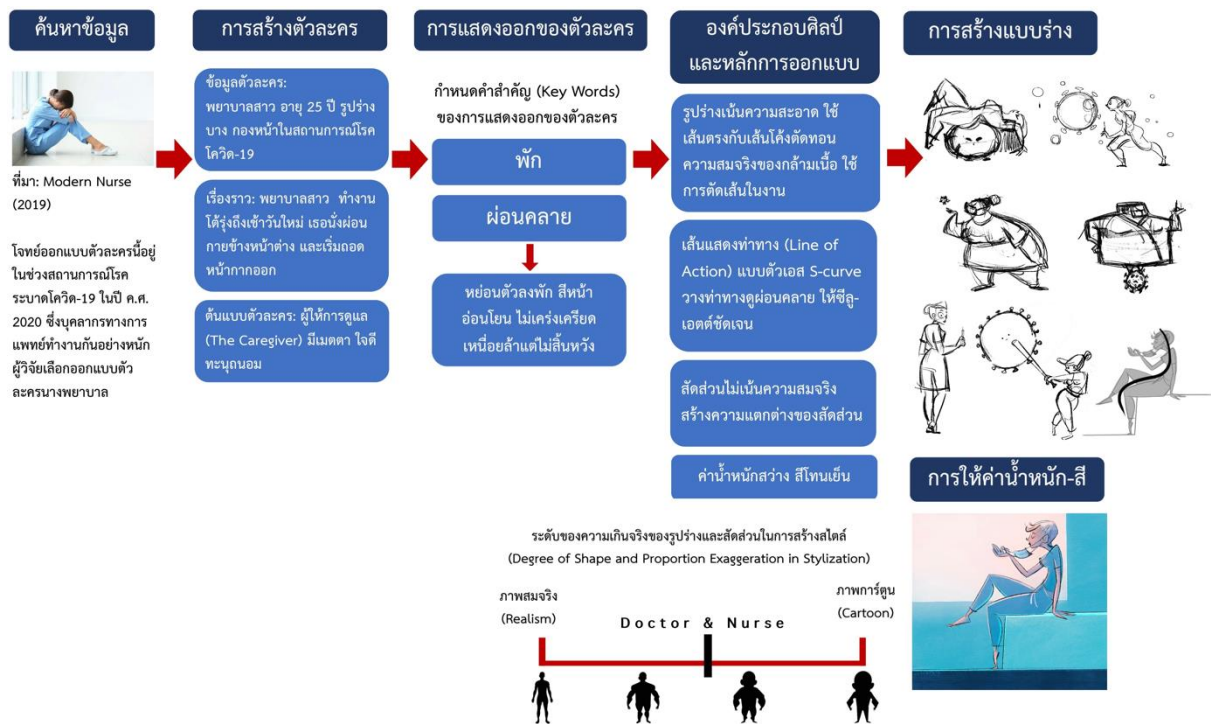 ค้นหาข้อมูล
ที่มา: Modern Nurse
(2019)
โจทย์ออกแบบตัวละครนี้อยู่
ในช่วงสถานการณ์โรค
ระบาดโควิด-19 ในปี ค.ศ.
2020 ซึ่งบุคลากรทางการ
แพทย์ทำงานกันอย่างหนัก
ผู้วิจัยเลือกออกแบบตัว
ละครนางพยาบาล
การสร้างตัวละคร
ข้อมูลตัวละคร:
พยาบาลสาว อายุ 25 ปี รูปร่าง
บาง กองหน้าในสถานการณ์โรค
โควิด-19
เรื่องราว: พยาบาลสาว ทำงาน
โต้รุ่งถึงเช้าวันใหม่ เธอนั่งผ่อน
กายข้างหน้าต่าง และเริ่มถอด
หน้ากากออก
ต้นแบบตัวละคร: ผู้ให้การดูแล
(The Caregiver) มีเมตตา ใจดี
ทะนุถนอม
การแสดงออกของตัวละคร
กำหนดคำสำคัญ (Key Words)
ของการแสดงออกของตัวละคร
พัก
ผ่อนคลาย
หย่อนตัวลงพัก สีหน้า
อ่อนโยน ไม่เคร่งเครียด
เหนื่อยล้าแต่ไม่สิ้นหวัง
องค์ประกอบศิลป์
และหลักการออกแบบ
รูปร่างเน้นความสะอาด ใช้
เส้นตรงกับเส้นโค้งตัดทอน
ความสมจริงของกล้ามเนื้อ ใช้
การตัดเส้นในงาน
เส้นแสดงท่าทาง (Line of
Action) แบบตัวเอส S-curve
วางท่าทางดูผ่อนคลาย ให้ซีลู-
เอตต์ชัดเจน
สัดส่วนไม่เน้นความสมจริง
สร้างความแตกต่างของสัดส่วน
ค่าน้ำหนักสว่าง สีโทนเย็น
การสร้างแบบร่าง
การให้ค่าน้ำหนัก-สี
ระดับของความเกินจริงของรูปร่างและสัดส่วนในการสร้างสไตล์
(Degree of Shape and Proportion Exaggeration in Stylization)
ภาพสมจริง
(Realism)
Doctor & Nurse
ภาพการ์ตูน
(Cartoon)